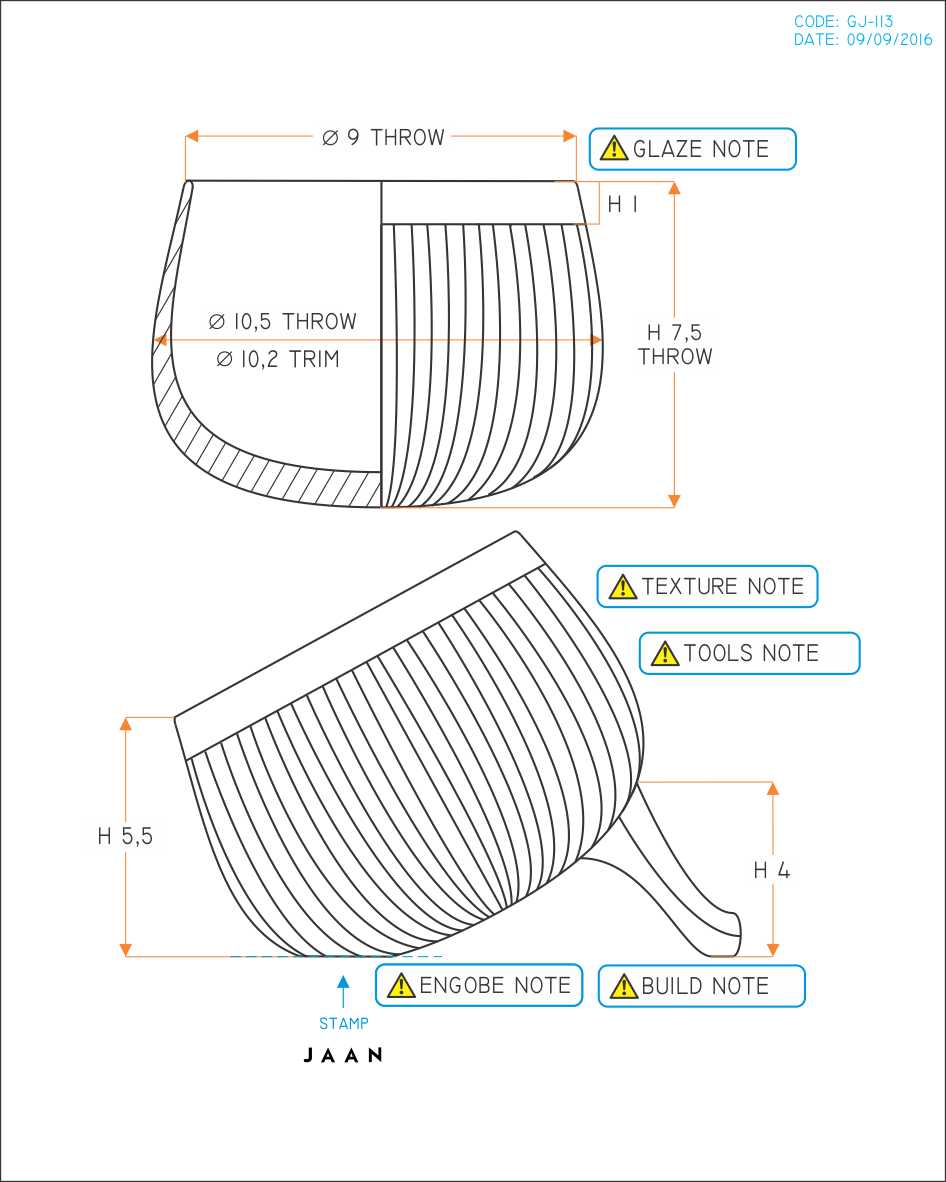 CODE: GJ-113
DATE: 09/09/2016
Ø 9 THROW
GLAZE NOTE
H 1
Ø 10,5 THROW
Ø 10,2 TRIM
H 7,5
THROW
TEXTURE NOTE
TOOLS NOTE
H 5,5
H 4
ENGOBE NOTE
BUILD NOTE
STAMP
JAAN